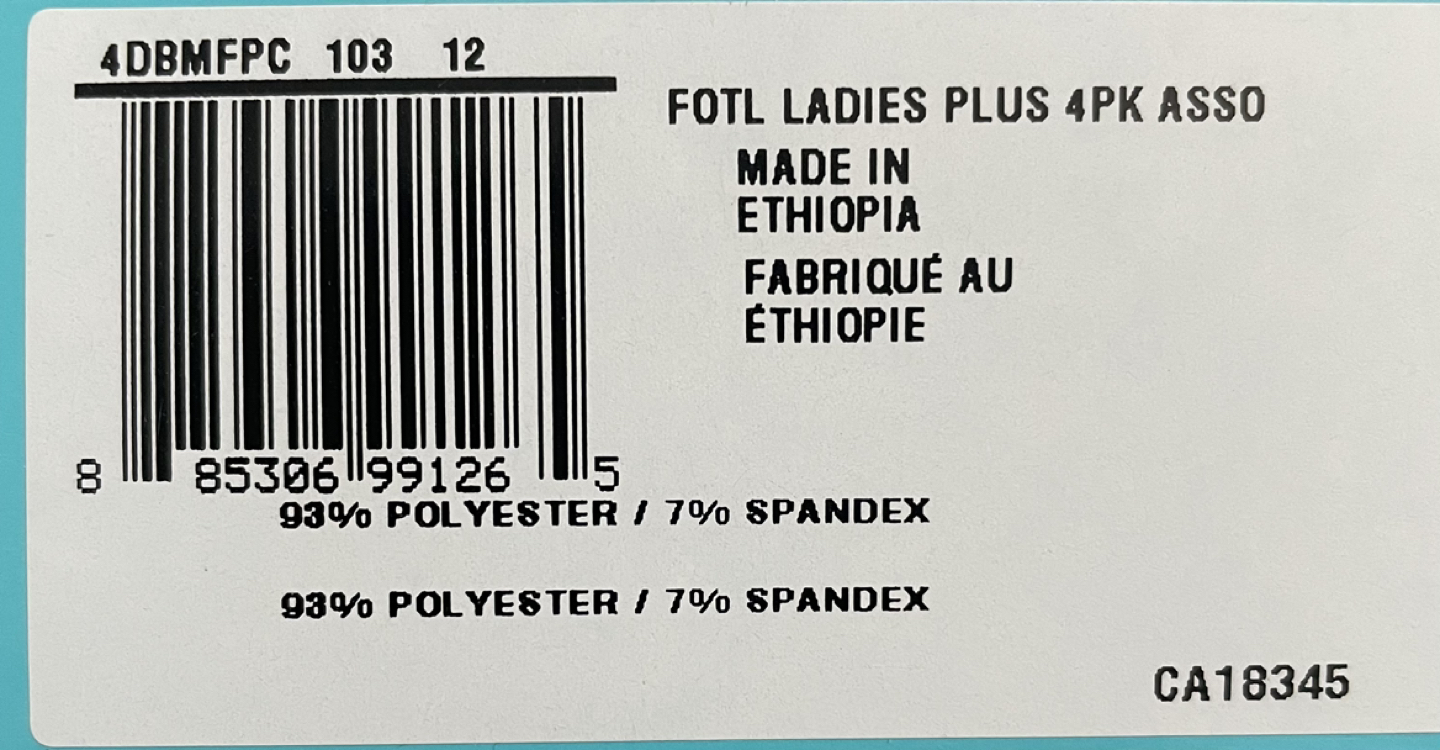 4DBMFPC 103 12
FOTL LADIES PLUS 4PK ASSO
MADE IN
ETHIOPIA
FABRIQUÉ AU
ÉTHIOPIE
8 85306 99126 5
93% POLYESTER / 7% SPANDEX
93% POLYESTER / 7% SPANDEX
CA18345